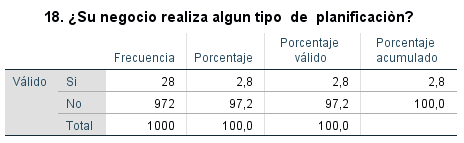 18. ¿Su negocio realiza algun tipo de planificaciòn?
Frecuencia Porcentaje Porcentaje válido Porcentaje acumulado
Válido Si 28 2,8 2,8 2,8
No 972 97,2 97,2 100,0
Total 1000 100,0 100,0